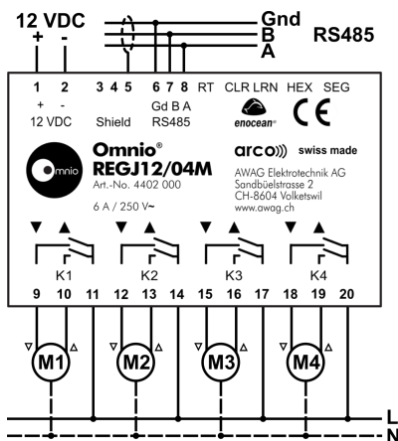 12 VDC
+ -
Gnd
B
A
RS485
1 2 3 4 5 6 7 8 RT CLR LRN HEX SEG
+ - Gd B A
12 VDC Shield RS485
enocean® CE
Omnio
Omnio®
REGJ12/04M
Art.-No. 4402 000
6 A / 250 V~
arco))) swiss made
AWAG Elektrotechnik AG
Sandbüelstrasse 2
CH-8604 Volketswil
www.awag.ch
K1 K2 K3 K4
9 10 11 12 13 14 15 16 17 18 19 20
M1 M2 M3 M4
L
N